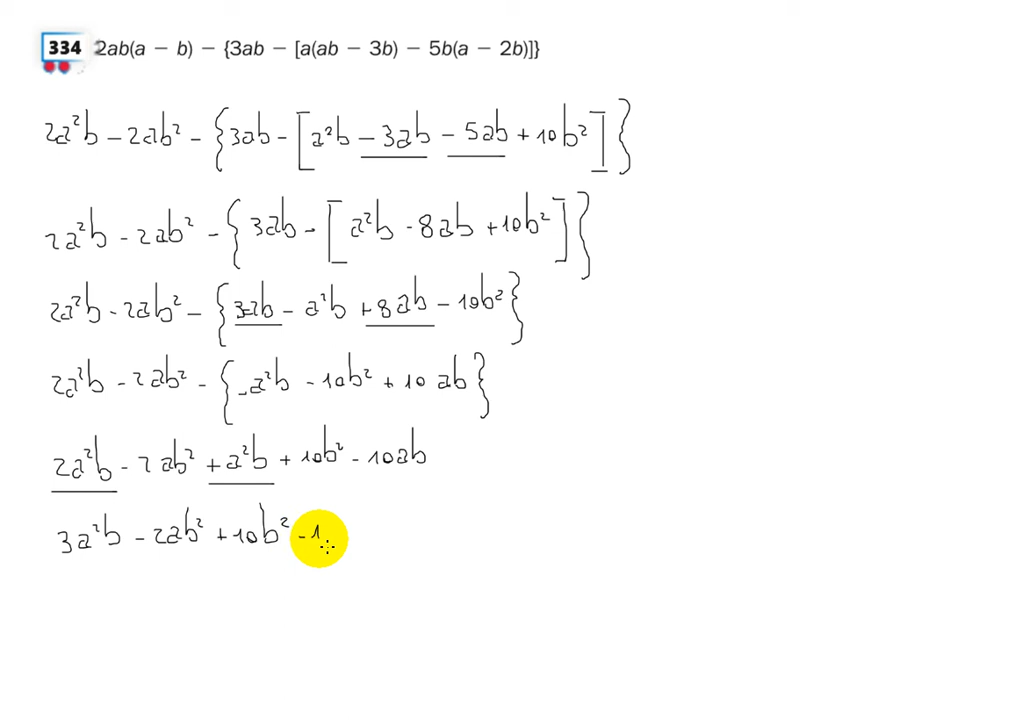 334 2ab(a − b) − {3ab − [a(ab − 3b) − 5b(a − 2b)]}
2a²b − 2ab² − {3ab − [a²b − 3ab − 5ab + 10b²]}
2a²b − 2ab² − {3ab − [a²b − 8ab + 10b²]}
2a²b − 2ab² − {3ab − a²b + 8ab − 10b²}
2a²b − 2ab² − {−a²b − 10b² + 10ab}
2a²b − 2ab² + a²b + 10b² − 10ab
3a²b − 2ab² + 10b² − 1